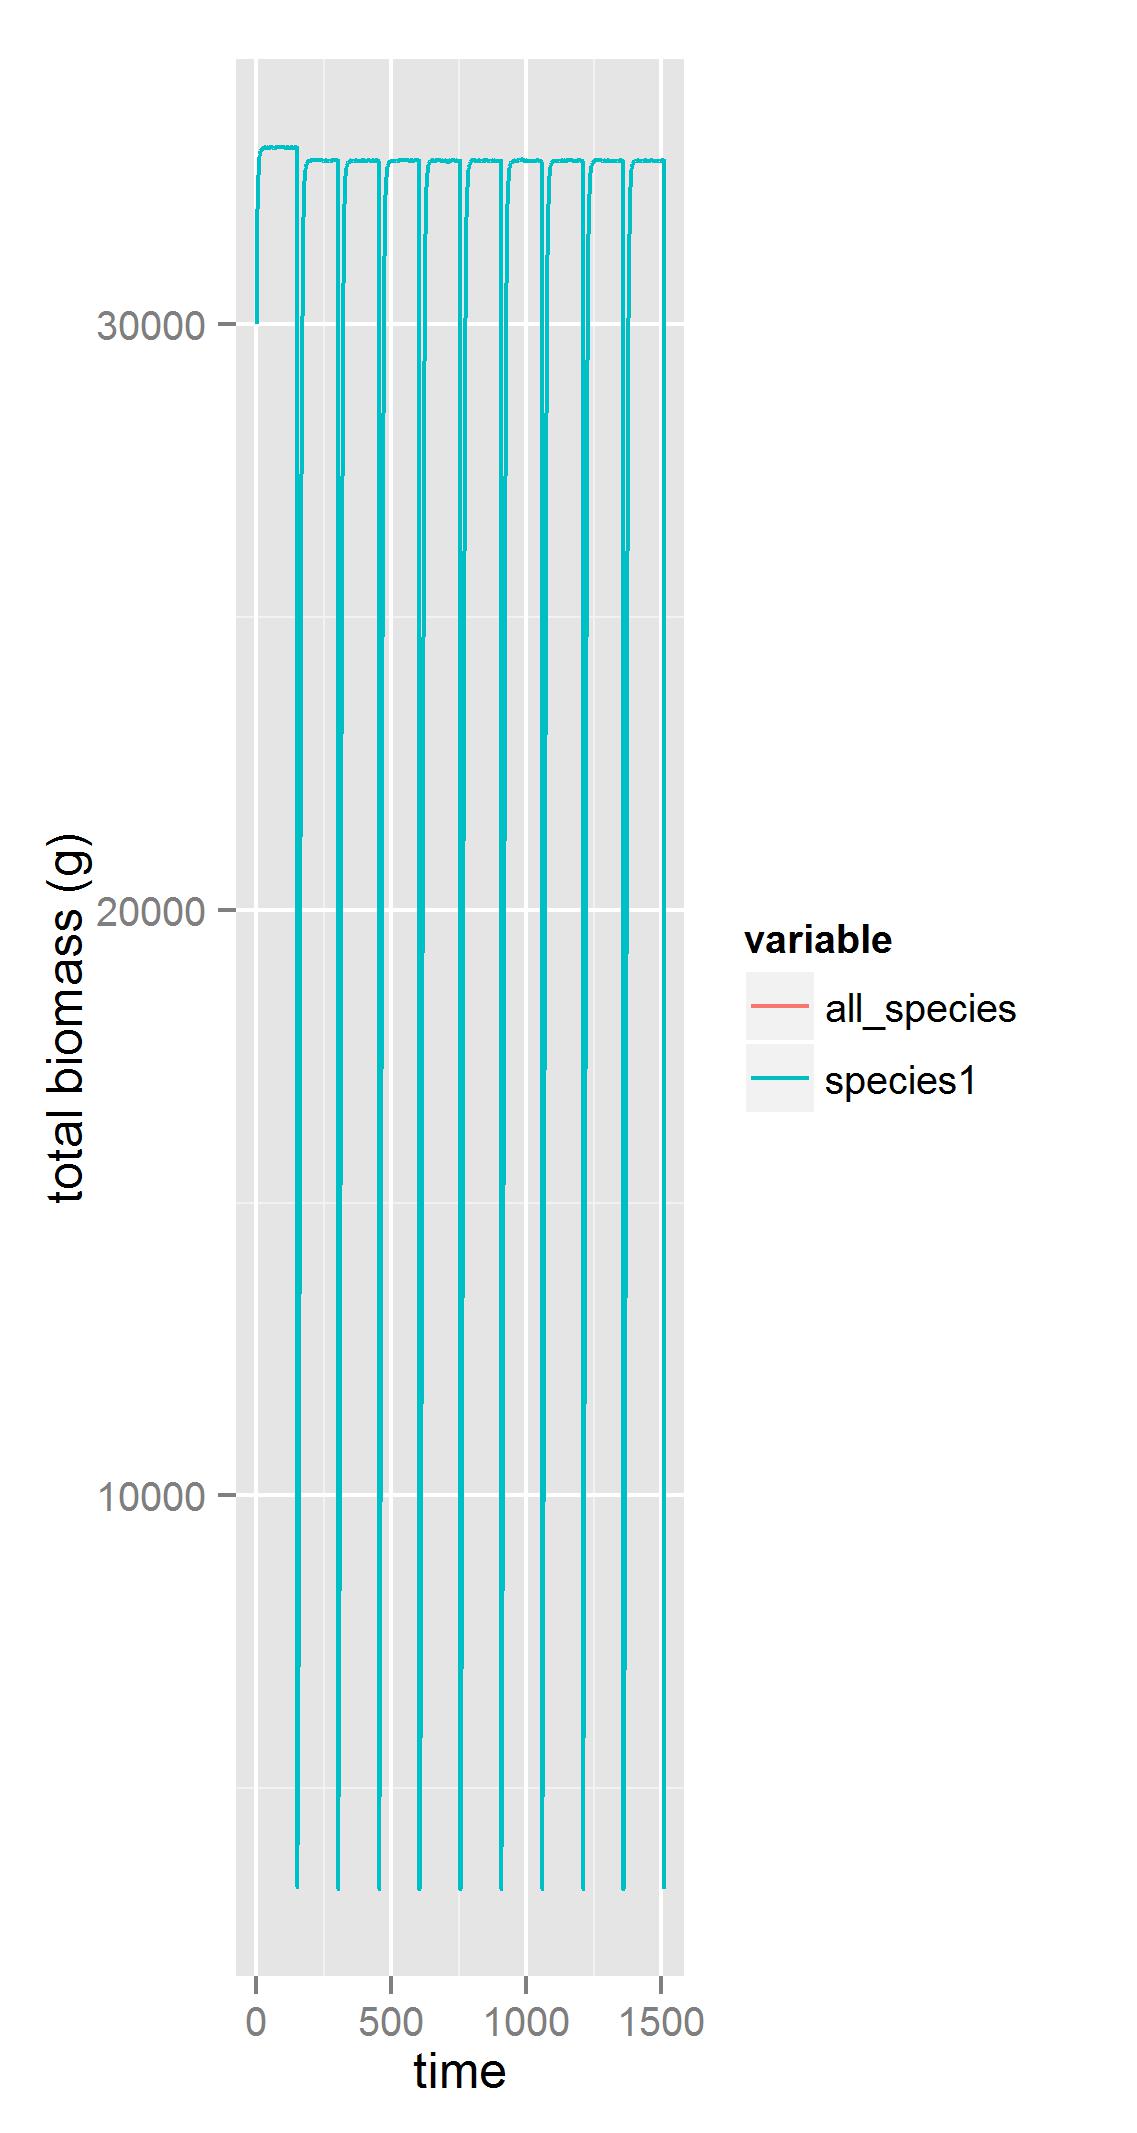 30000
20000
10000
total biomass (g)
0 500 1000 1500
time
variable
all_species
species1